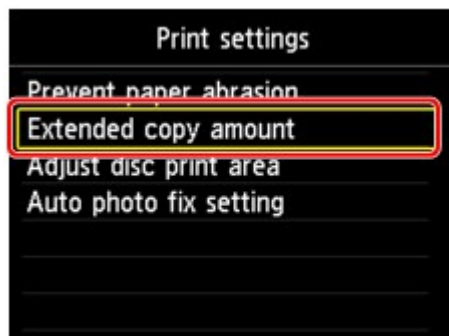 Print settings
Prevent paper abrasion
Extended copy amount
Adjust disc print area
Auto photo fix setting